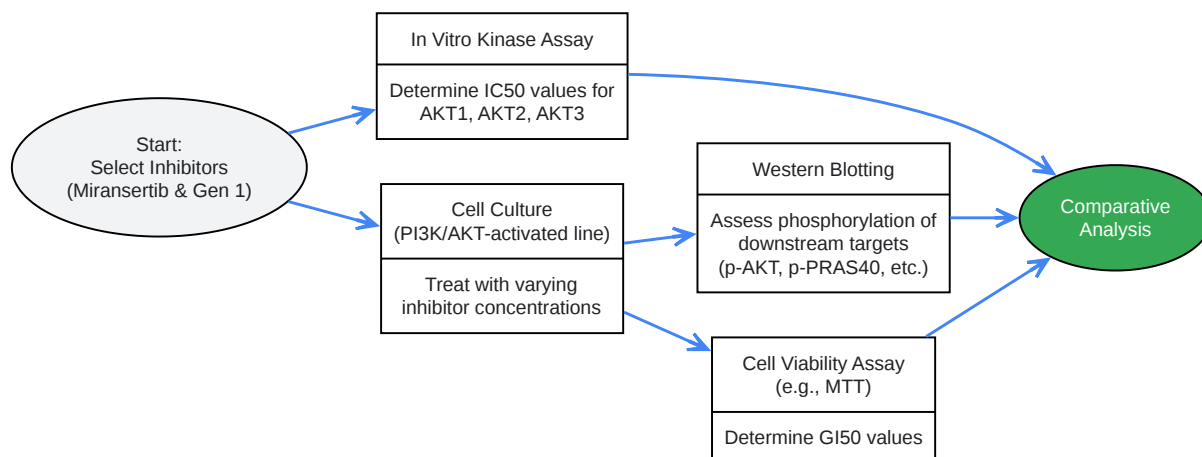 Start:
Select Inhibitors
(Miransertib & Gen 1)
In Vitro Kinase Assay
Determine IC50 values for
AKT1, AKT2, AKT3
Cell Culture
(PI3K/AKT-activated line)
Treat with varying
inhibitor concentrations
Western Blotting
Assess phosphorylation of
downstream targets
(p-AKT, p-PRAS40, etc.)
Cell Viability Assay
(e.g., MTT)
Determine GI50 values
Comparative
Analysis